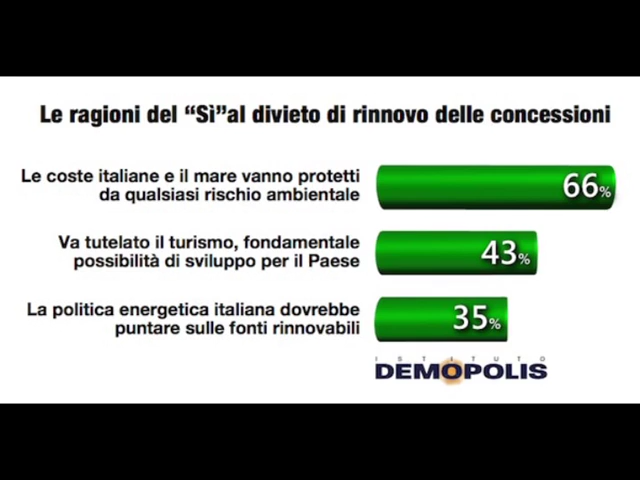 Le ragioni del “Sì”al divieto di rinnovo delle concessioni
Le coste italiane e il mare vanno protetti
da qualsiasi rischio ambientale
66%
Va tutelato il turismo, fondamentale
possibilità di sviluppo per il Paese
43%
La politica energetica italiana dovrebbe
puntare sulle fonti rinnovabili
35%
ISTITUTO
DEMOPOLIS